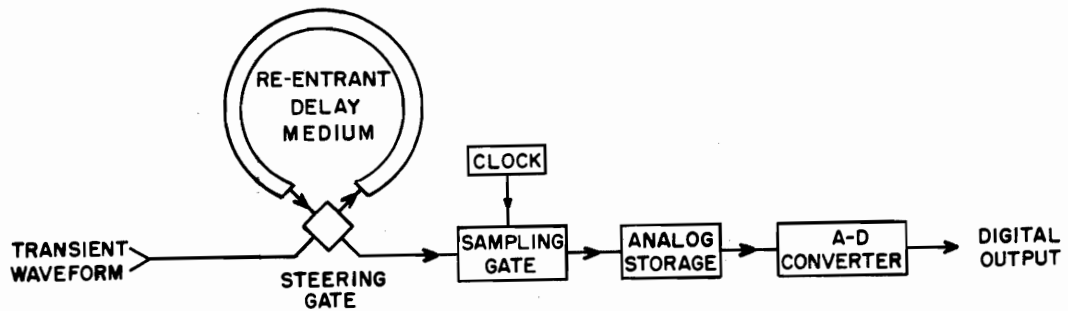 RE-ENTRANT
DELAY
MEDIUM
CLOCK
TRANSIENT
WAVEFORM
STEERING
GATE
SAMPLING
GATE
ANALOG
STORAGE
A-D
CONVERTER
DIGITAL
OUTPUT